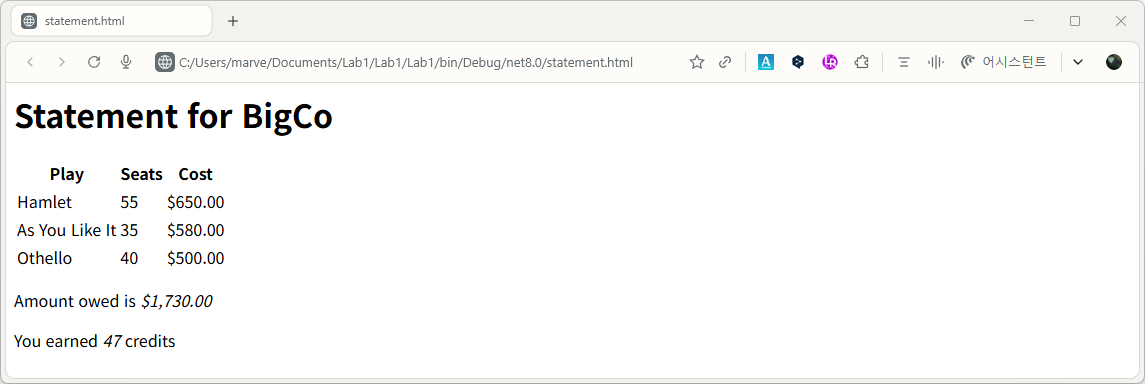 statement.html
C:/Users/marve/Documents/Lab1/Lab1/Lab1/bin/Debug/net8.0/statement.html 어시스턴트
Statement for BigCo
Play Seats Cost
Hamlet 55 $650.00
As You Like It 35 $580.00
Othello 40 $500.00
Amount owed is $1,730.00
You earned 47 credits